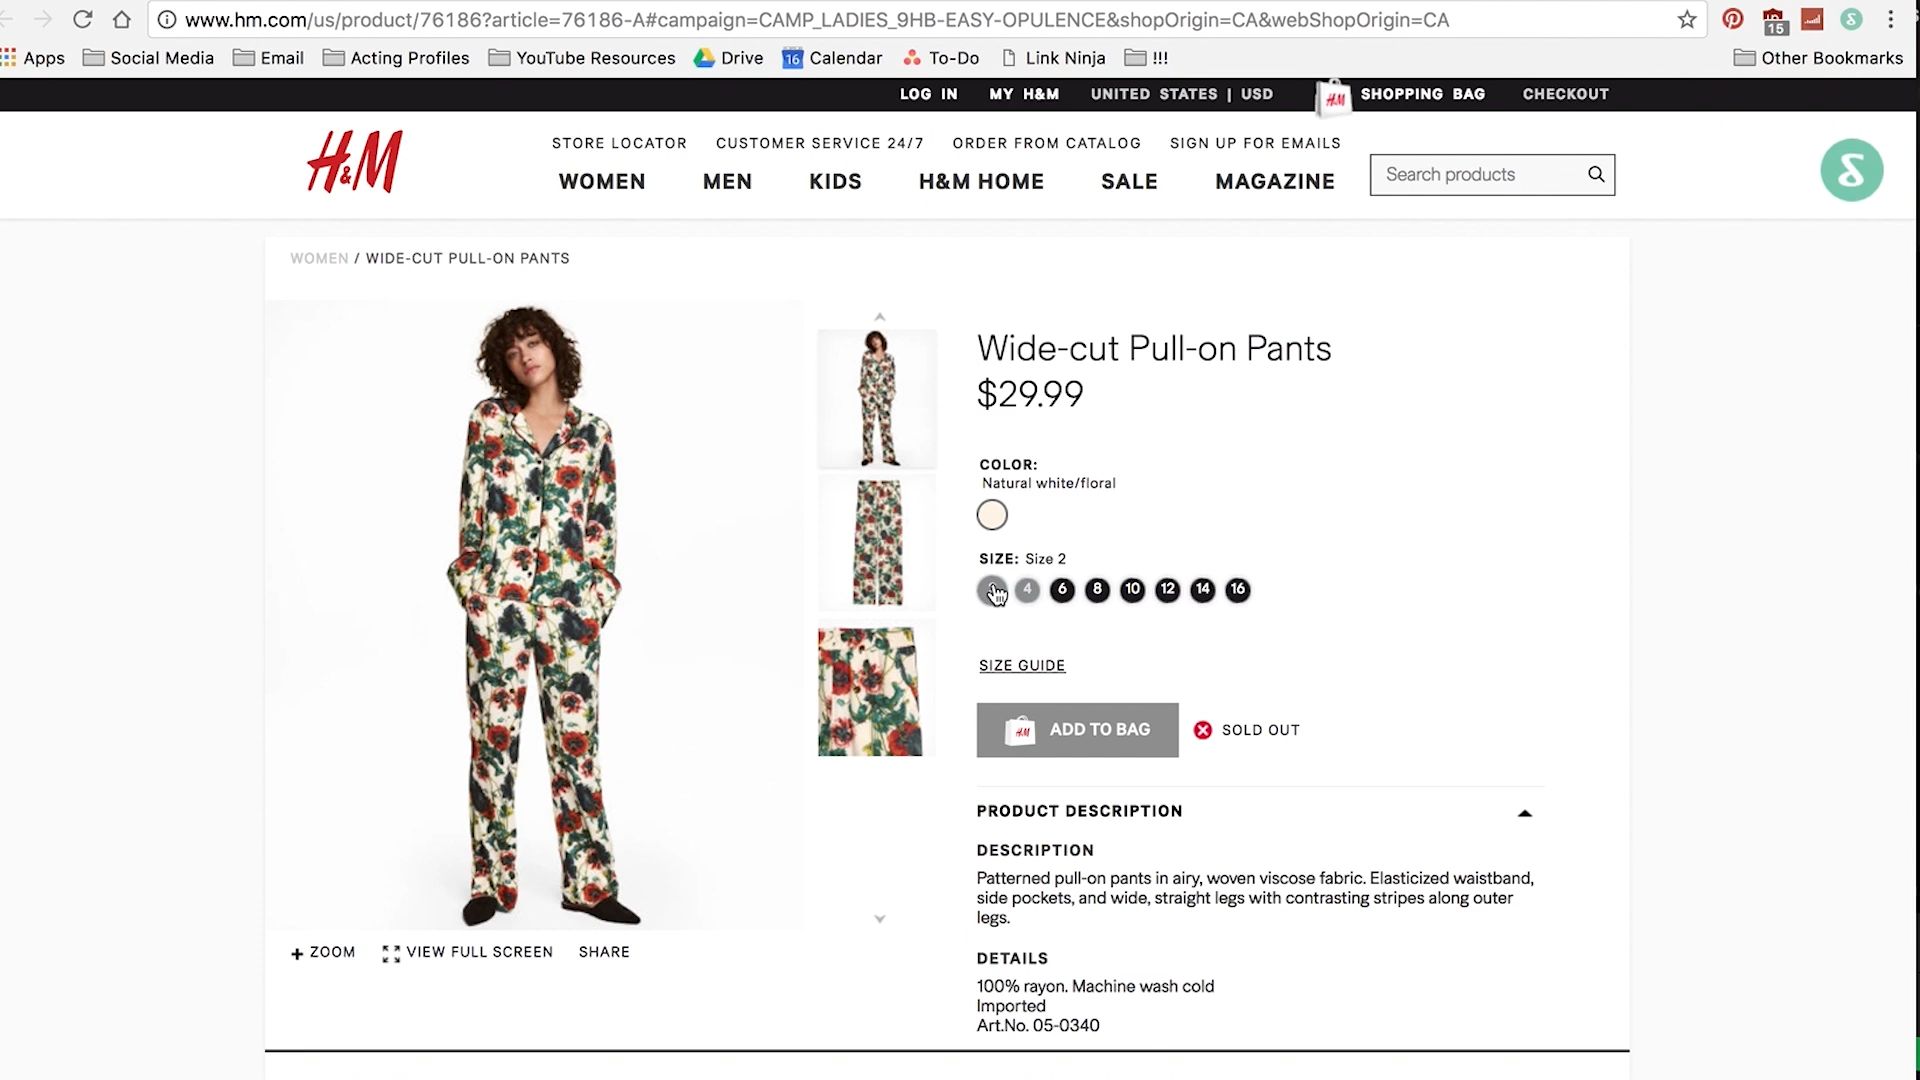 www.hm.com/us/product/76186?article=76186-A#campaign=CAMP_LADIES_9HB-EASY-OPULENCE&shopOrigin=CA&webShopOrigin=CA
15
Apps Social Media Email Acting Profiles YouTube Resources Drive 16 Calendar To-Do Link Ninja !!! Other Bookmarks
LOG IN MY H&M UNITED STATES | USD H&M SHOPPING BAG CHECKOUT
H&M
STORE LOCATOR CUSTOMER SERVICE 24/7 ORDER FROM CATALOG SIGN UP FOR EMAILS
WOMEN MEN KIDS H&M HOME SALE MAGAZINE
Search products
WOMEN / WIDE-CUT PULL-ON PANTS
Wide-cut Pull-on Pants
$29.99
COLOR:
Natural white/floral
SIZE: Size 2
4 6 8 10 12 14 16
SIZE GUIDE
H&M ADD TO BAG SOLD OUT
PRODUCT DESCRIPTION
DESCRIPTION
Patterned pull-on pants in airy, woven viscose fabric. Elasticized waistband,
side pockets, and wide, straight legs with contrasting stripes along outer
legs.
DETAILS
100% rayon. Machine wash cold
Imported
Art.No. 05-0340
+ ZOOM VIEW FULL SCREEN SHARE